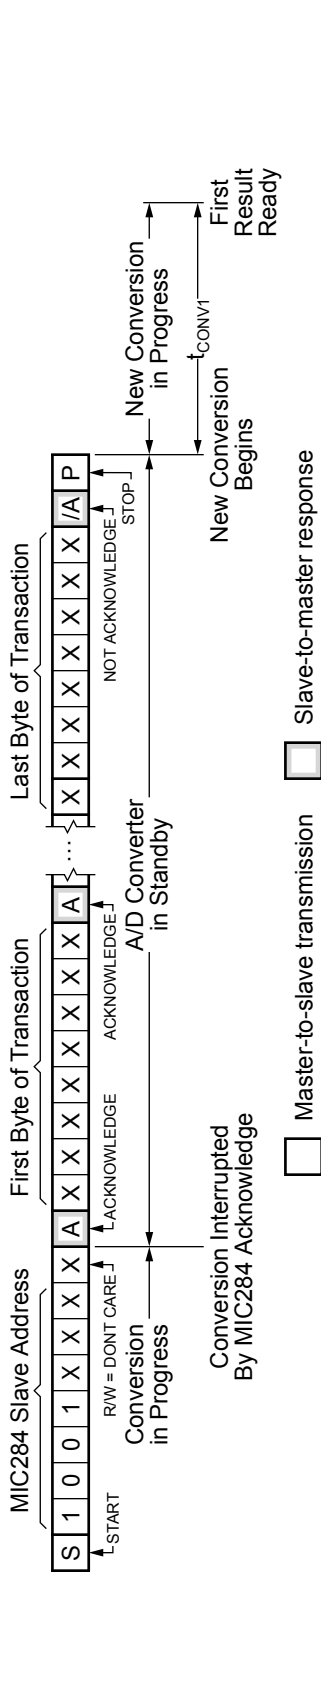 MIC284 Slave Address
First Byte of Transaction
Last Byte of Transaction
S 1 0 0 1 X X X X A X X X X X X X X A ... X X X X X X X X /A P
START
R/W = DONT CARE
ACKNOWLEDGE
ACKNOWLEDGE
NOT ACKNOWLEDGE
STOP
Conversion
in Progress
A/D Converter
in Standby
New Conversion
in Progress
tCONV1
Conversion Interrupted
By MIC284 Acknowledge
New Conversion
Begins
First
Result
Ready
Master-to-slave transmission
Slave-to-master response